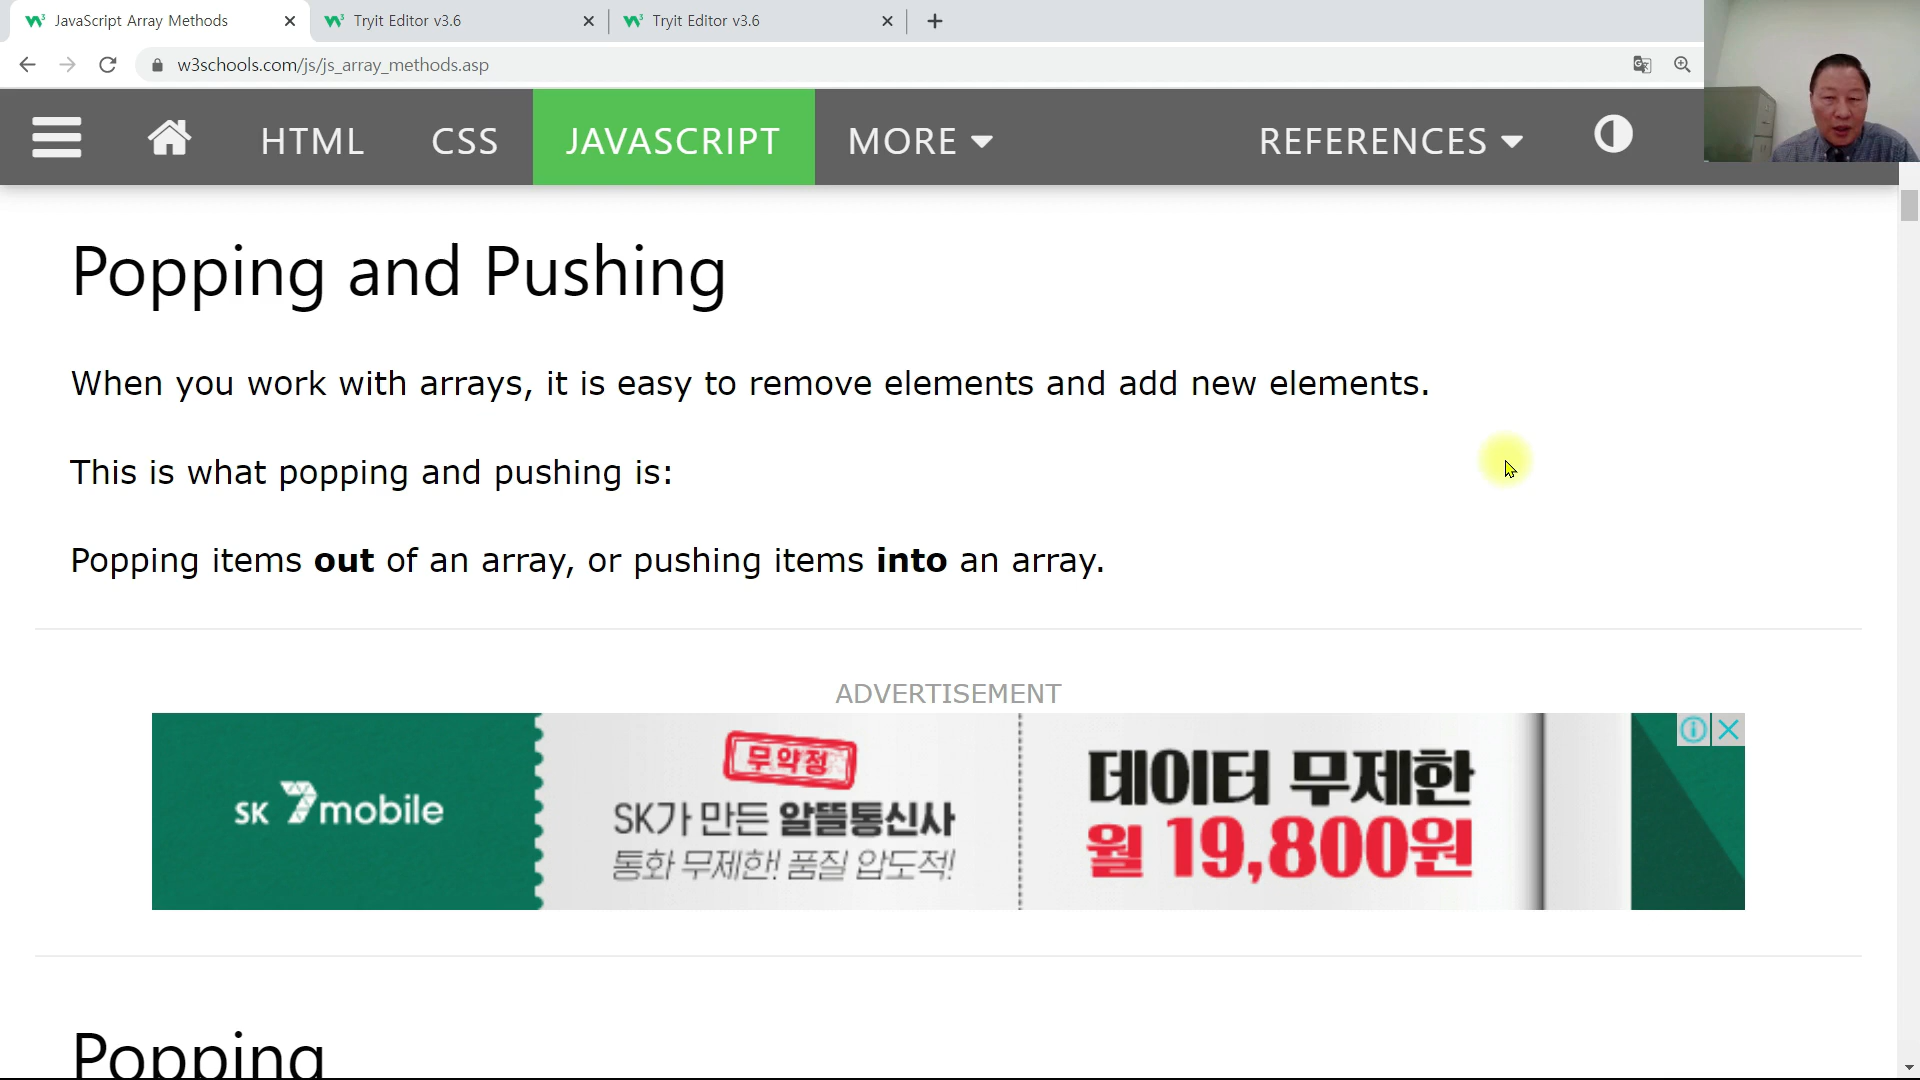 JavaScript Array Methods
Tryit Editor v3.6
Tryit Editor v3.6
w3schools.com/js/js_array_methods.asp
HTML
CSS
JAVASCRIPT
MORE
REFERENCES
Popping and Pushing
When you work with arrays, it is easy to remove elements and add new elements.
This is what popping and pushing is:
Popping items out of an array, or pushing items into an array.
ADVERTISEMENT
SK 7mobile
무약정
SK가 만든 알뜰통신사
통화 무제한! 품질 압도적!
데이터 무제한
월 19,800원
Popping